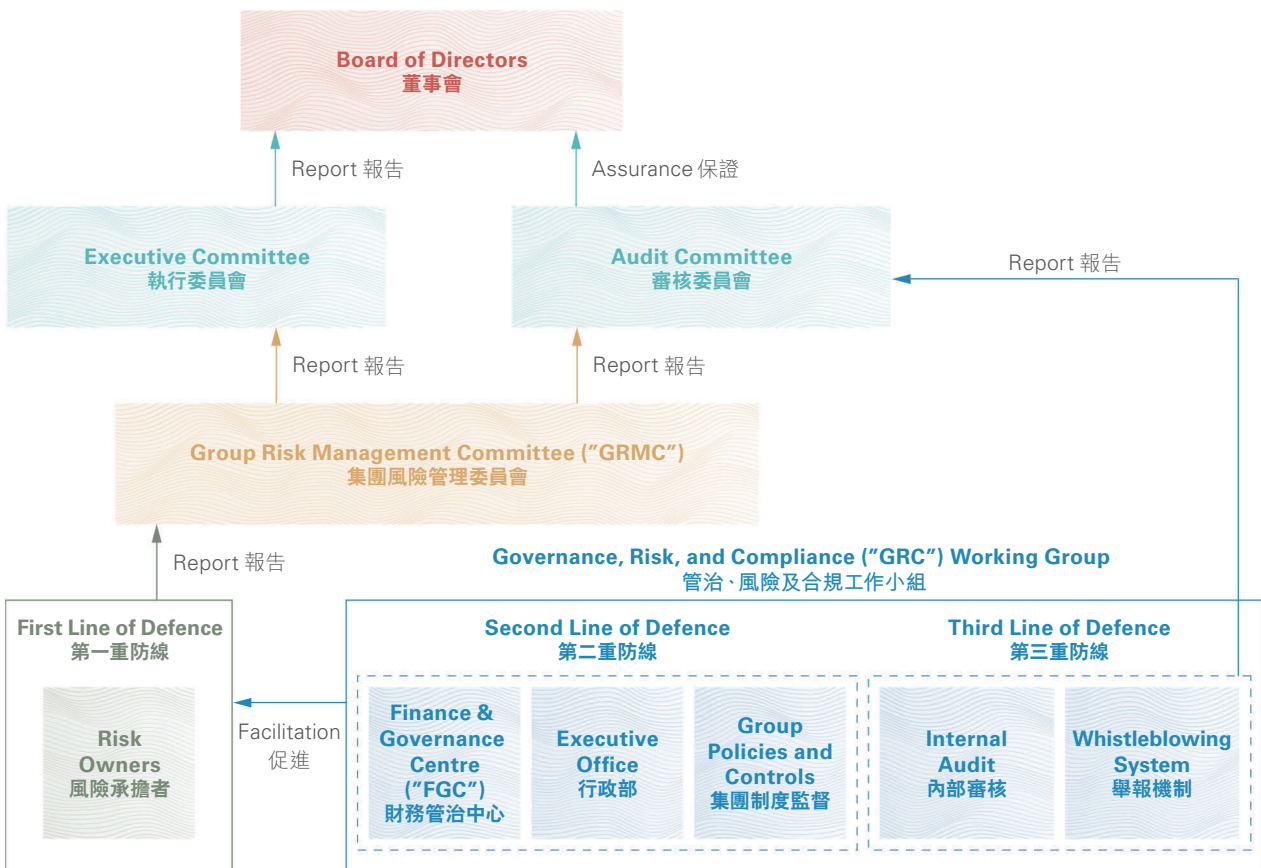 Board of Directors
董事會
Report 報告
Assurance 保證
Executive Committee
執行委員會
Audit Committee
審核委員會
Report 報告
Report 報告
Report 報告
Group Risk Management Committee ("GRMC")
集團風險管理委員會
Report 報告
Governance, Risk, and Compliance ("GRC") Working Group
管治、風險及合規工作小組
First Line of Defence
第一重防線
Risk
Owners
風險承擔者
Facilitation
促進
Second Line of Defence
第二重防線
Finance &
Governance
Centre
("FGC")
財務管治中心
Executive
Office
行政部
Group
Policies and
Controls
集團制度監督
Third Line of Defence
第三重防線
Internal
Audit
內部審核
Whistleblowing
System
舉報機制